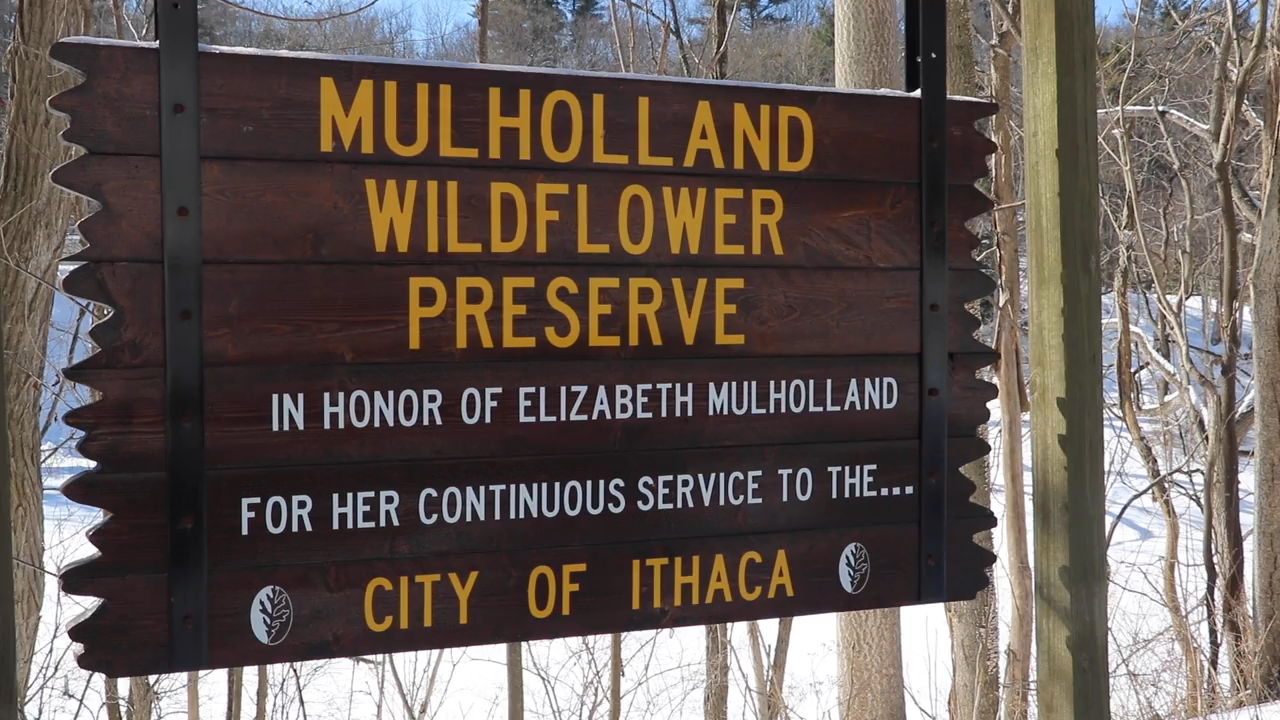 MULHOLLAND
WILDFLOWER
PRESERVE
IN HONOR OF ELIZABETH MULHOLLAND
FOR HER CONTINUOUS SERVICE TO THE...
CITY OF ITHACA